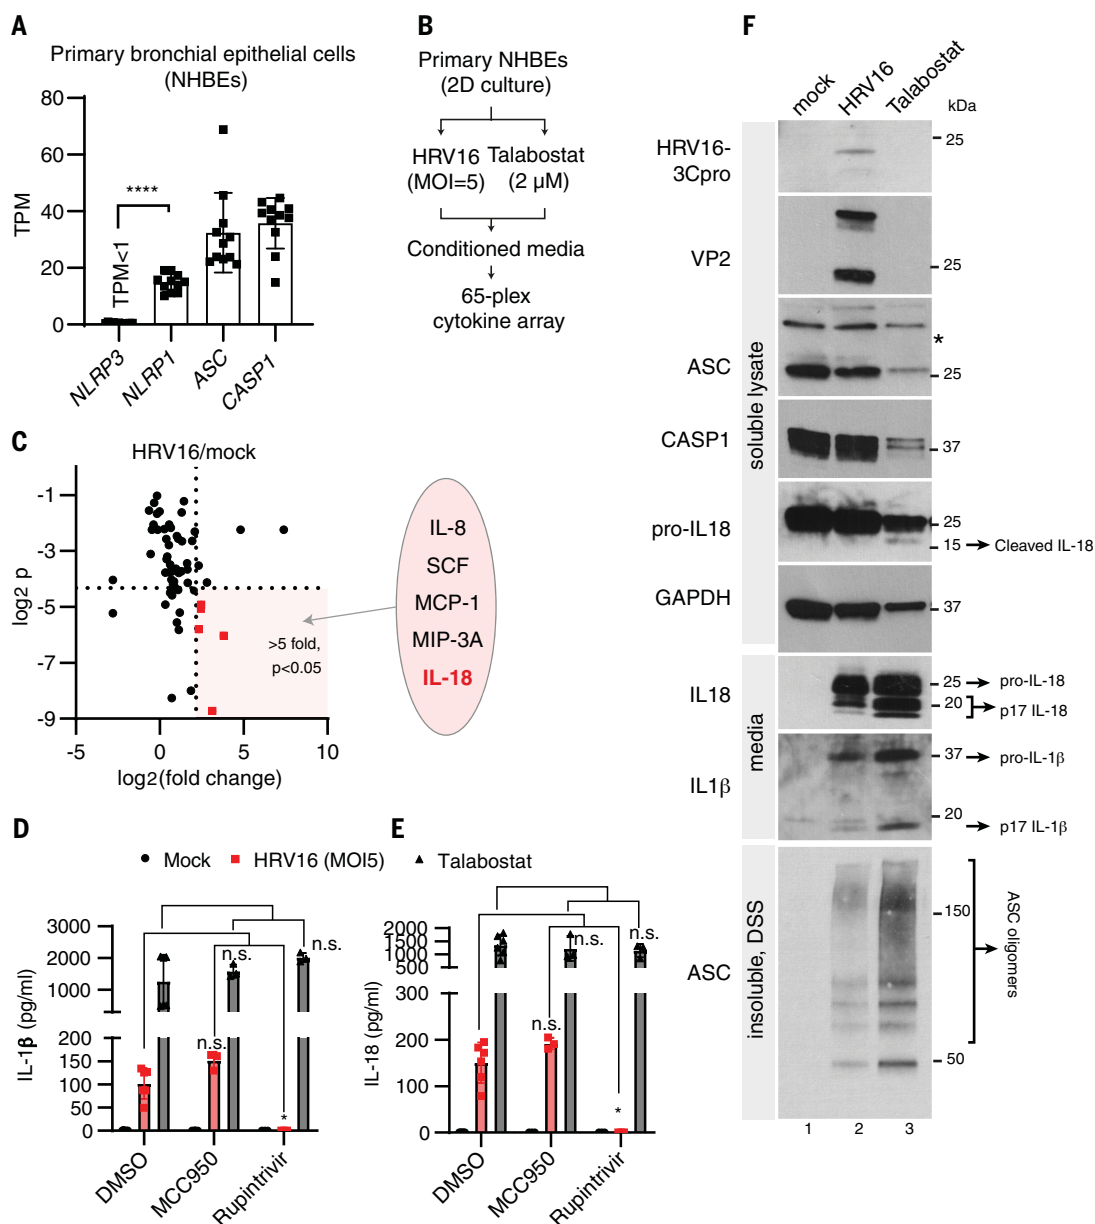 A
Primary bronchial epithelial cells
(NHBEs)
80
60
40
20
0
TPM
****
TPM<1
NLRP3
NLRP1
ASC
CASP1
B
Primary NHBEs
(2D culture)
HRV16
(MOI=5)
Talabostat
(2 µM)
Conditioned media
65-plex
cytokine array
C
HRV16/mock
-1
-3
-5
-7
-9
log2 p
-5
0
5
10
log2(fold change)
>5 fold,
p<0.05
IL-8
SCF
MCP-1
MIP-3A
IL-18
D
E
Mock
HRV16 (MOI5)
Talabostat
3000
2000
1000
200
150
100
50
0
IL-1β (pg/ml)
n.s.
n.s.
n.s.
*
DMSO
MCC950
Rupintrivir
2000
1500
1000
500
300
200
100
0
IL-18 (pg/ml)
n.s.
n.s.
n.s.
*
DMSO
MCC950
Rupintrivir
F
mock
HRV16
Talabostat
kDa
soluble lysate
HRV16-
3Cpro
25
VP2
25
*
ASC
25
CASP1
37
pro-IL18
25
15
Cleaved IL-18
GAPDH
37
media
IL18
25
pro-IL-18
20
p17 IL-18
IL1β
37
pro-IL-1β
20
p17 IL-1β
insoluble, DSS
ASC
150
50
ASC oligomers
1
2
3